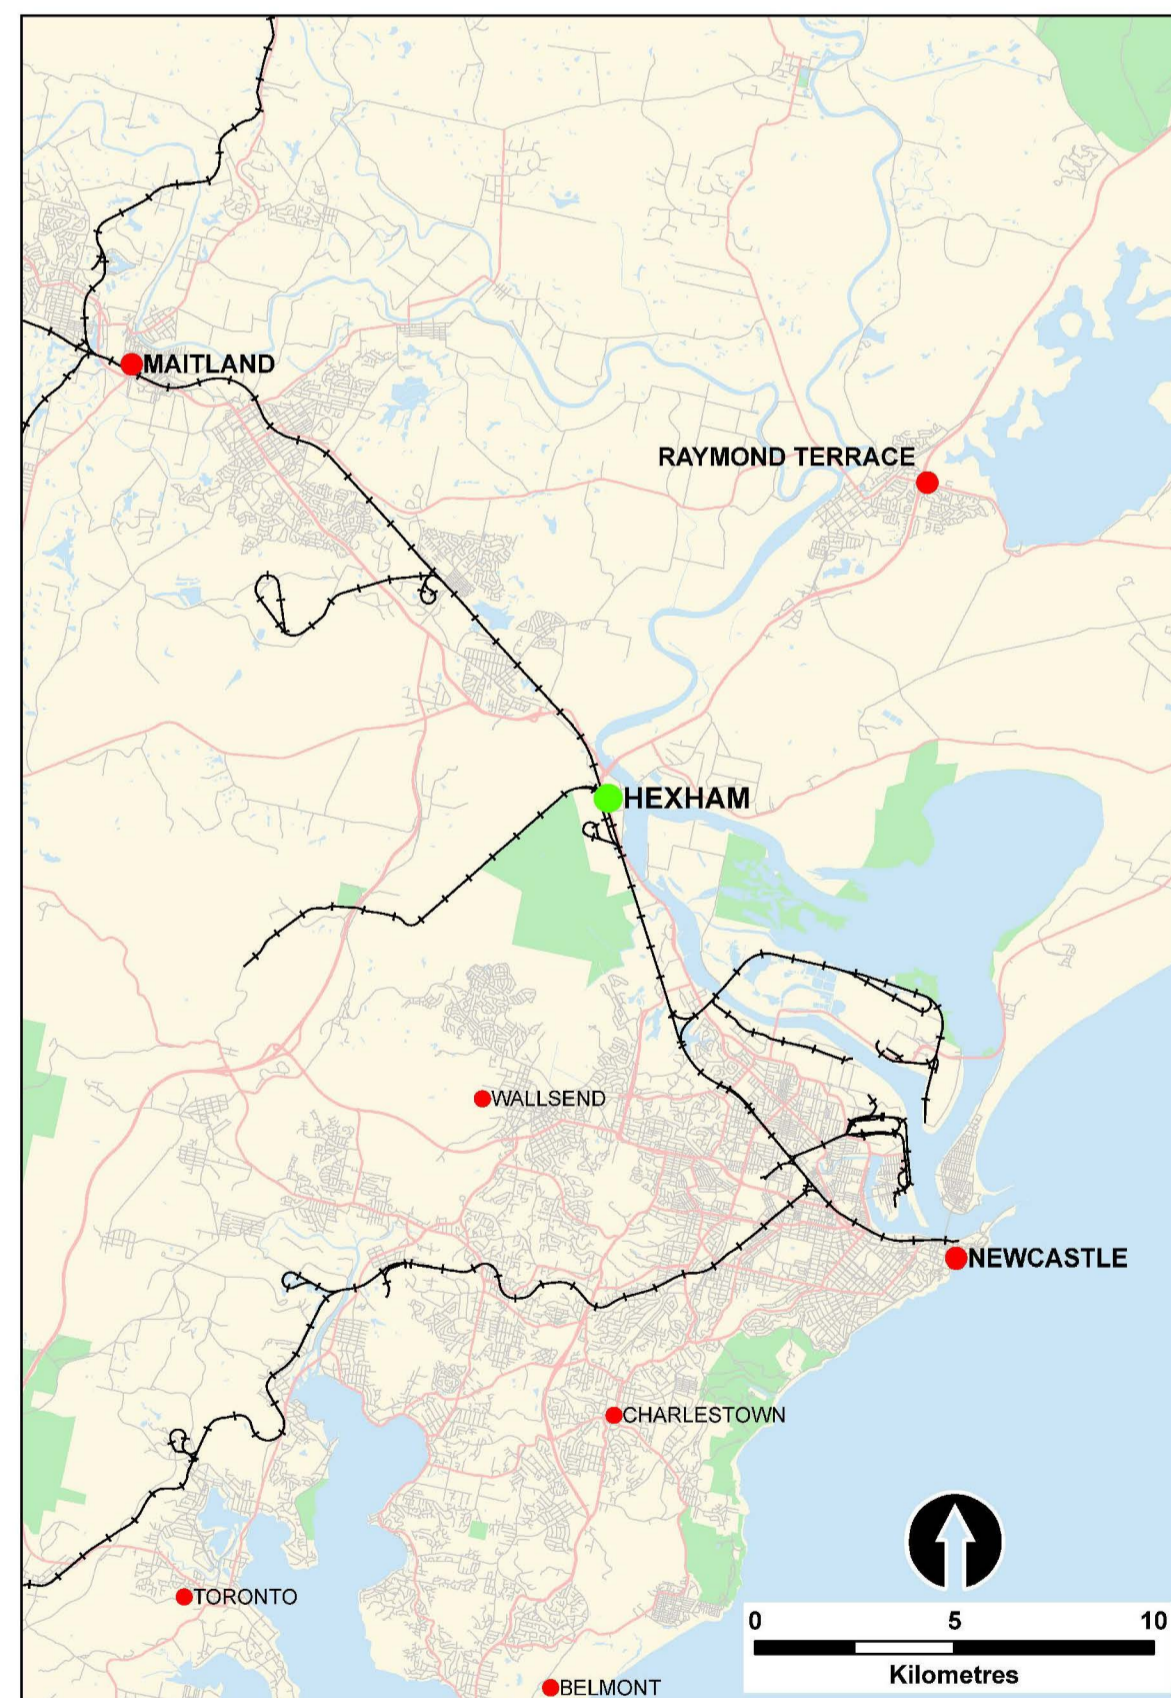 MAITLAND
RAYMOND TERRACE
HEXHAM
WALLSEND
NEWCASTLE
CHARLESTOWN
TORONTO
BELMONT
0 5 10
Kilometres